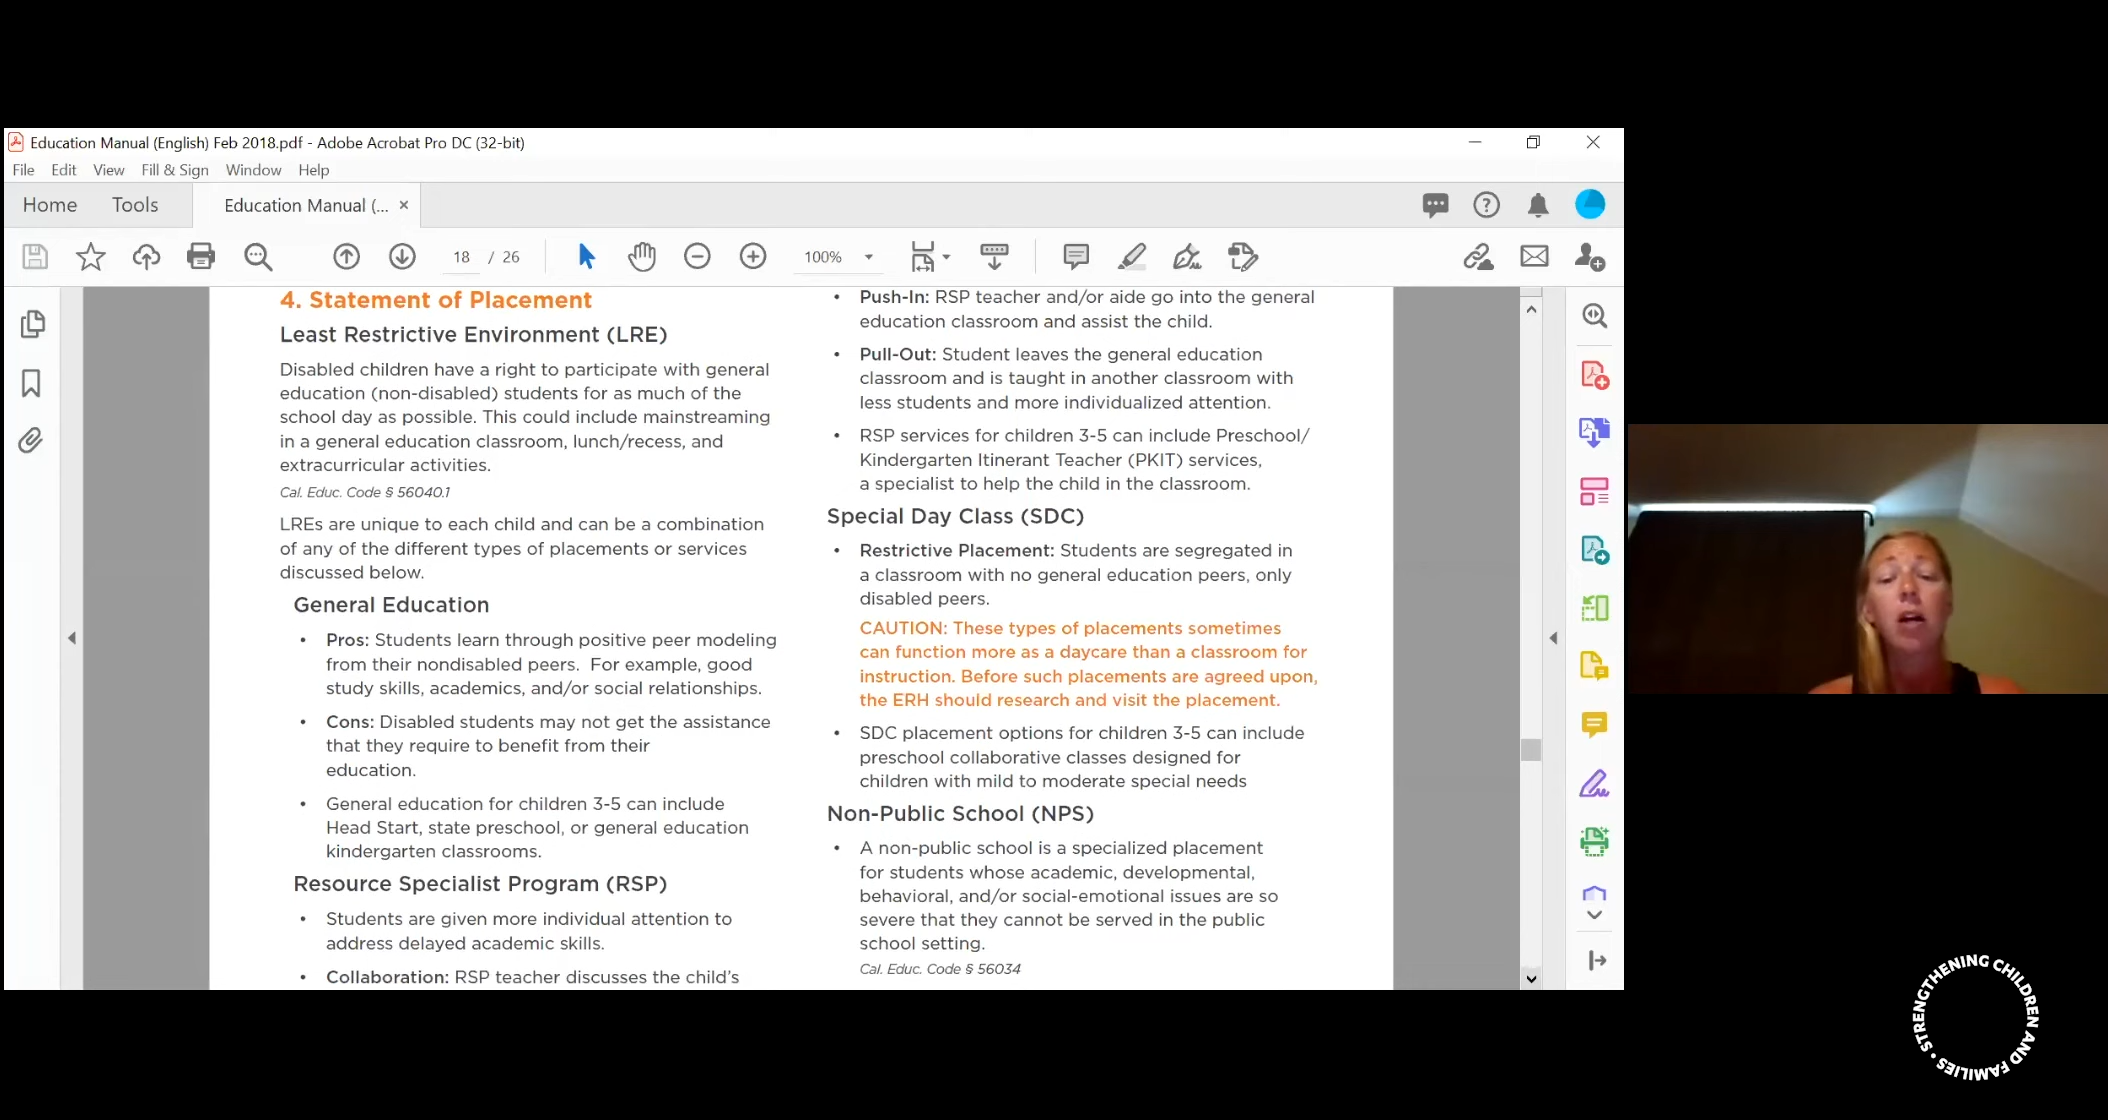 Education Manual (English) Feb 2018.pdf - Adobe Acrobat Pro DC (32-bit)
File Edit View Fill & Sign Window Help
Home Tools Education Manual (... ×
18 / 26 100%
4. Statement of Placement
Least Restrictive Environment (LRE)
Disabled children have a right to participate with general
education (non-disabled) students for as much of the
school day as possible. This could include mainstreaming
in a general education classroom, lunch/recess, and
extracurricular activities.
Cal. Educ. Code § 56040.1
LREs are unique to each child and can be a combination
of any of the different types of placements or services
discussed below.
General Education
• Pros: Students learn through positive peer modeling
from their nondisabled peers. For example, good
study skills, academics, and/or social relationships.
• Cons: Disabled students may not get the assistance
that they require to benefit from their
education.
• General education for children 3-5 can include
Head Start, state preschool, or general education
kindergarten classrooms.
Resource Specialist Program (RSP)
• Students are given more individual attention to
address delayed academic skills.
• Collaboration: RSP teacher discusses the child's
• Push-In: RSP teacher and/or aide go into the general
education classroom and assist the child.
• Pull-Out: Student leaves the general education
classroom and is taught in another classroom with
less students and more individualized attention.
• RSP services for children 3-5 can include Preschool/
Kindergarten Itinerant Teacher (PKIT) services,
a specialist to help the child in the classroom.
Special Day Class (SDC)
• Restrictive Placement: Students are segregated in
a classroom with no general education peers, only
disabled peers.
CAUTION: These types of placements sometimes
can function more as a daycare than a classroom for
instruction. Before such placements are agreed upon,
the ERH should research and visit the placement.
• SDC placement options for children 3-5 can include
preschool collaborative classes designed for
children with mild to moderate special needs
Non-Public School (NPS)
• A non-public school is a specialized placement
for students whose academic, developmental,
behavioral, and/or social-emotional issues are so
severe that they cannot be served in the public
school setting.
Cal. Educ. Code § 56034
STRENGTHENING CHILDREN AND FAMILIES •